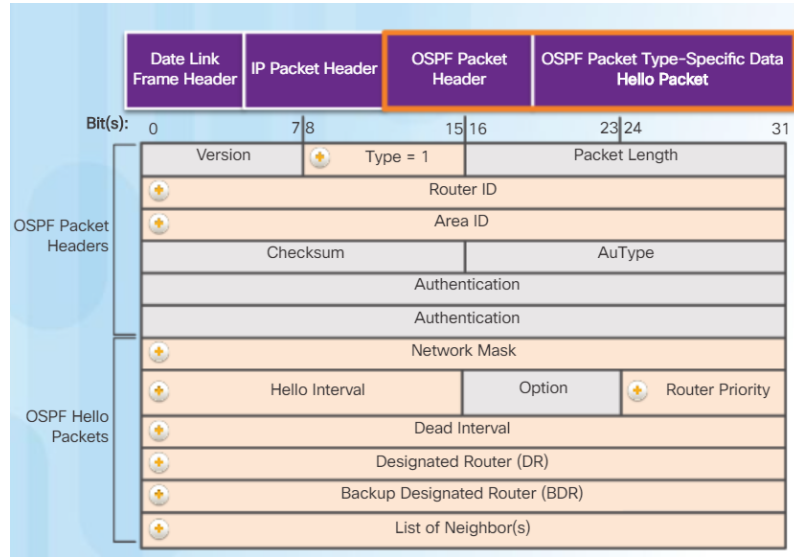 Date Link
Frame Header
IP Packet Header
OSPF Packet
Header
OSPF Packet Type-Specific Data
Hello Packet
Bit(s): 0 7 8 15 16 23 24 31
OSPF Packet
Headers
Version Type = 1 Packet Length
Router ID
Area ID
Checksum AuType
Authentication
Authentication
OSPF Hello
Packets
Network Mask
Hello Interval Option Router Priority
Dead Interval
Designated Router (DR)
Backup Designated Router (BDR)
List of Neighbor(s)